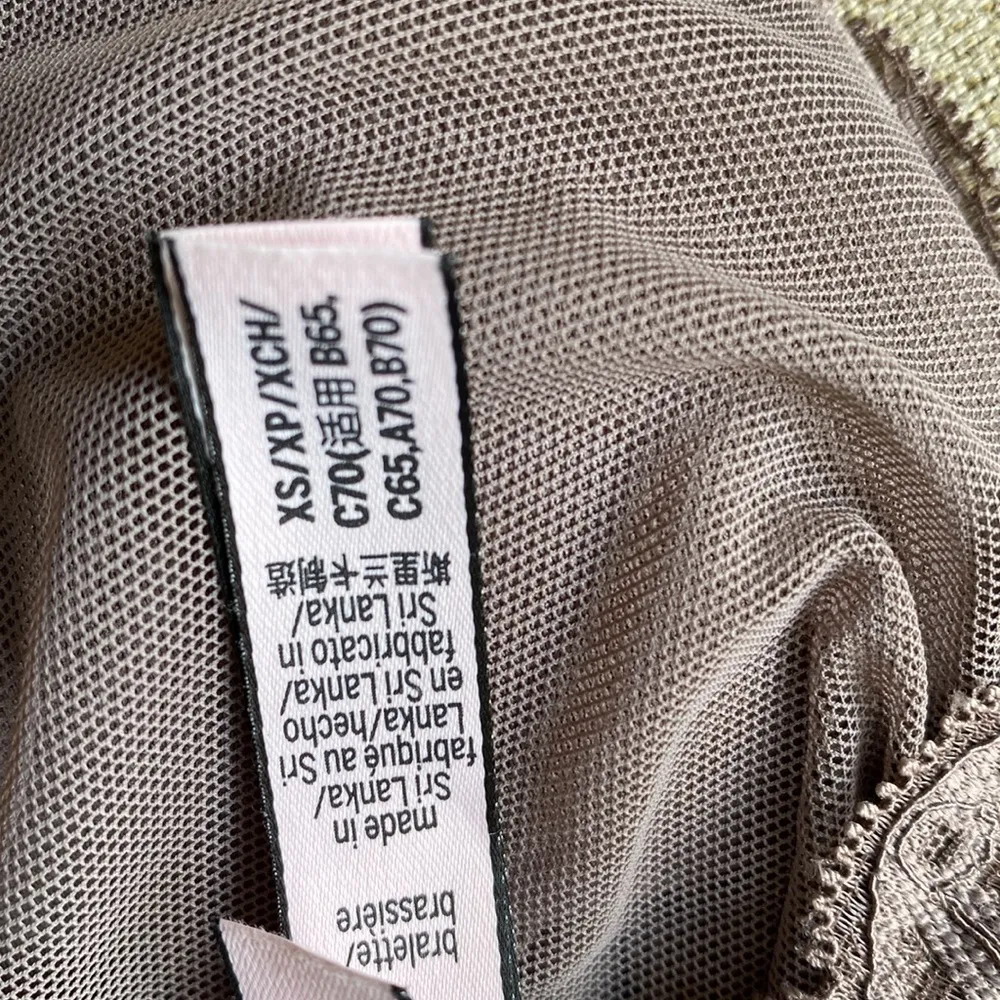 XS/XP/XCH/
C70(适用 B65,
C65,A70,B70)
bralette/
brassière
made in
Sri Lanka/
fabriqué au Sri
Lanka/hecho
en Sri Lanka/
fabbricato in
Sri Lanka/
斯里兰卡制造